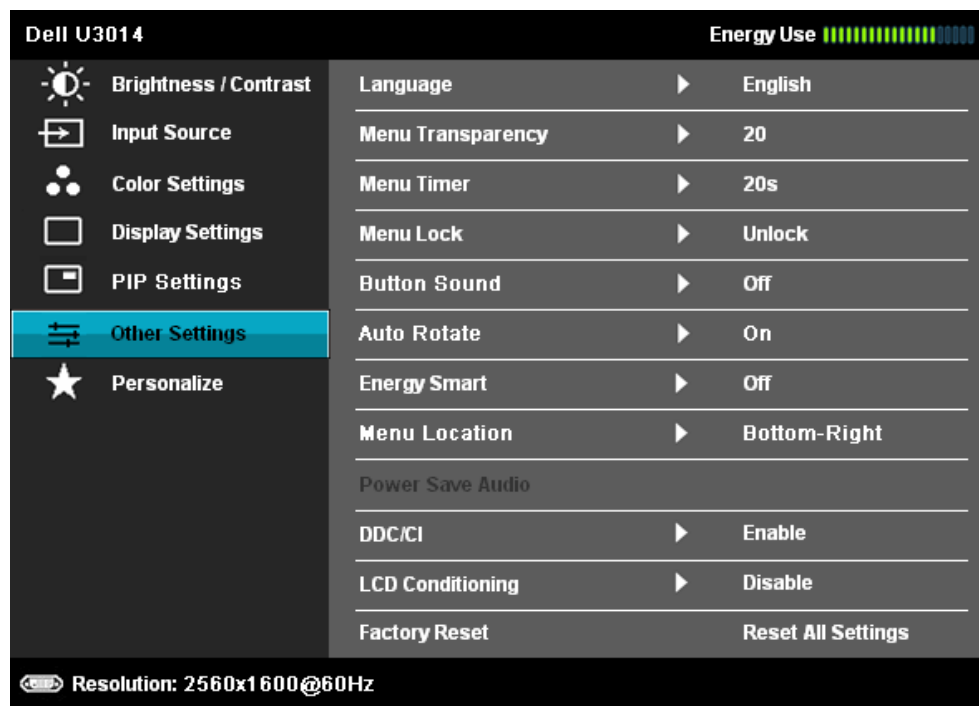 Dell U3014 Energy Use
Brightness / Contrast
Input Source
Color Settings
Display Settings
PIP Settings
Other Settings
Personalize
Language English
Menu Transparency 20
Menu Timer 20s
Menu Lock Unlock
Button Sound Off
Auto Rotate On
Energy Smart Off
Menu Location Bottom-Right
Power Save Audio
DDC/CI Enable
LCD Conditioning Disable
Factory Reset Reset All Settings
Resolution: 2560x1600@60Hz